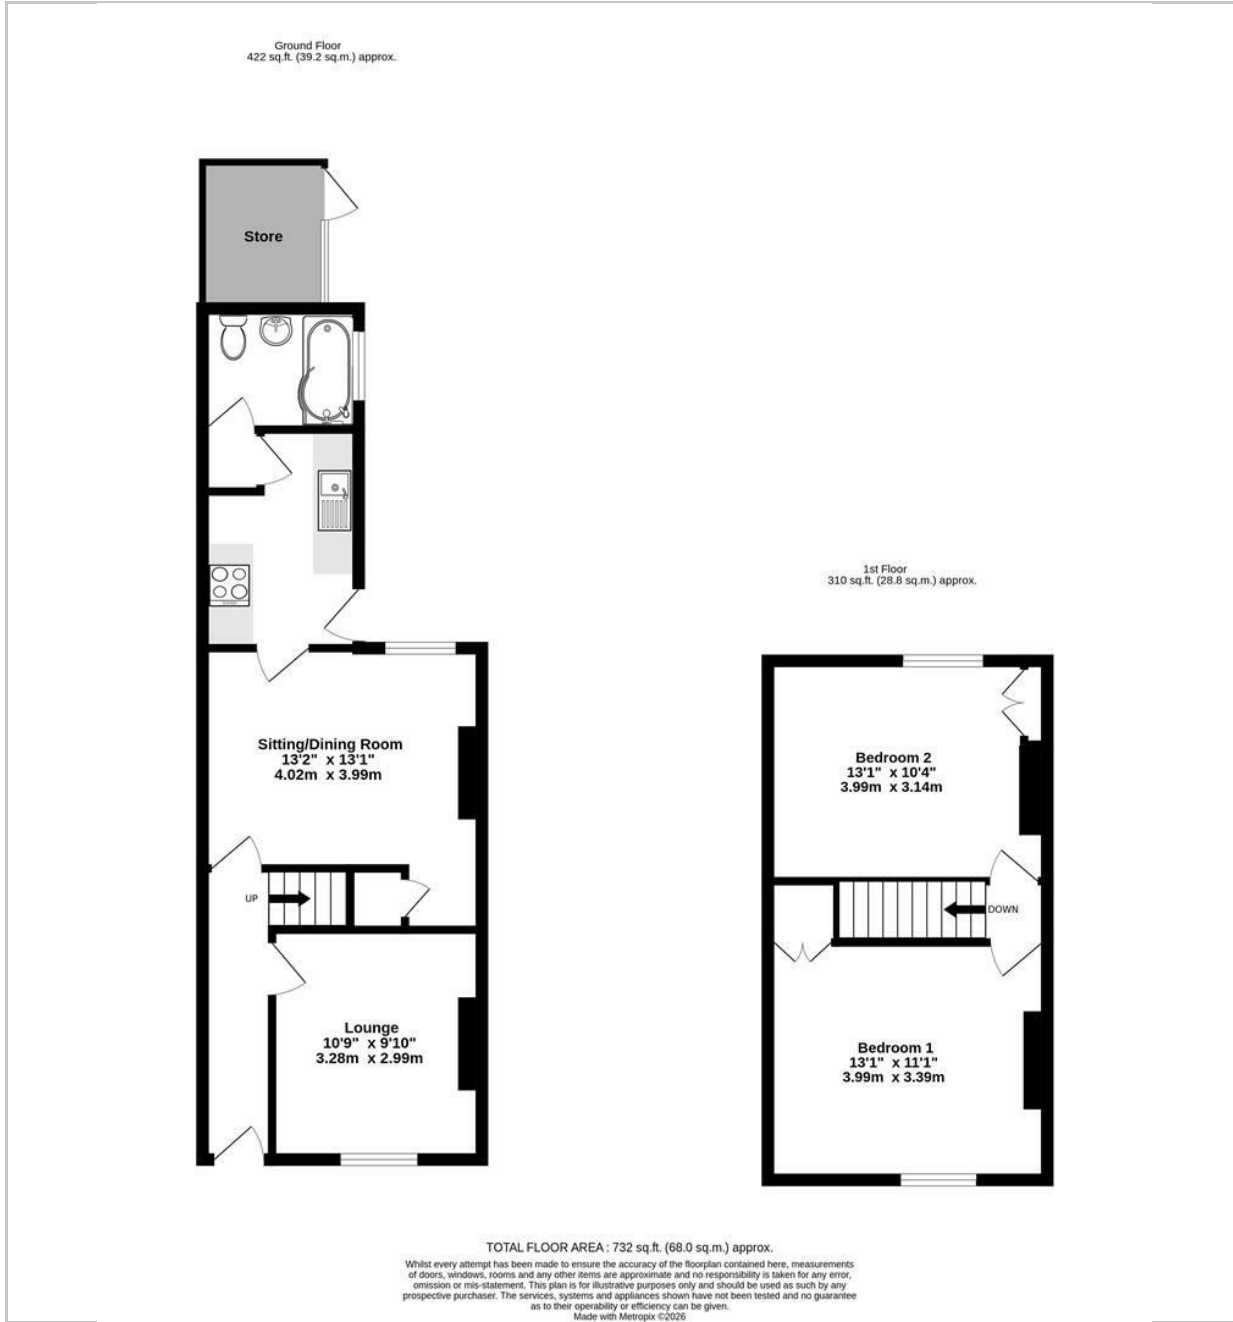 Ground Floor
422 sq.ft. (39.2 sq.m.) approx.
Store
Sitting/Dining Room
13'2" x 13'1"
4.02m x 3.99m
UP
Lounge
10'9" x 9'10"
3.28m x 2.99m
1st Floor
310 sq.ft. (28.8 sq.m.) approx.
Bedroom 2
13'1" x 10'4"
3.99m x 3.14m
DOWN
Bedroom 1
13'1" x 11'1"
3.99m x 3.39m
TOTAL FLOOR AREA : 732 sq.ft. (68.0 sq.m.) approx.
Whilst every attempt has been made to ensure the accuracy of the floorplan contained here, measurements
of doors, windows, rooms and any other items are approximate and no responsibility is taken for any error,
omission or mis-statement. This plan is for illustrative purposes only and should be used as such by any
prospective purchaser. The services, systems and appliances shown have not been tested and no guarantee
as to their operability or efficiency can be given.
Made with Metropix ©2026